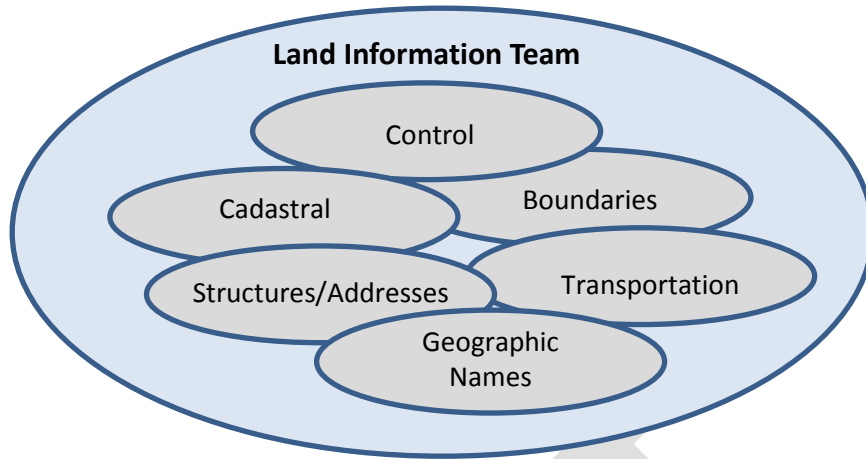 Land Information Team
Control
Cadastral
Boundaries
Structures/Addresses
Transportation
Geographic
Names